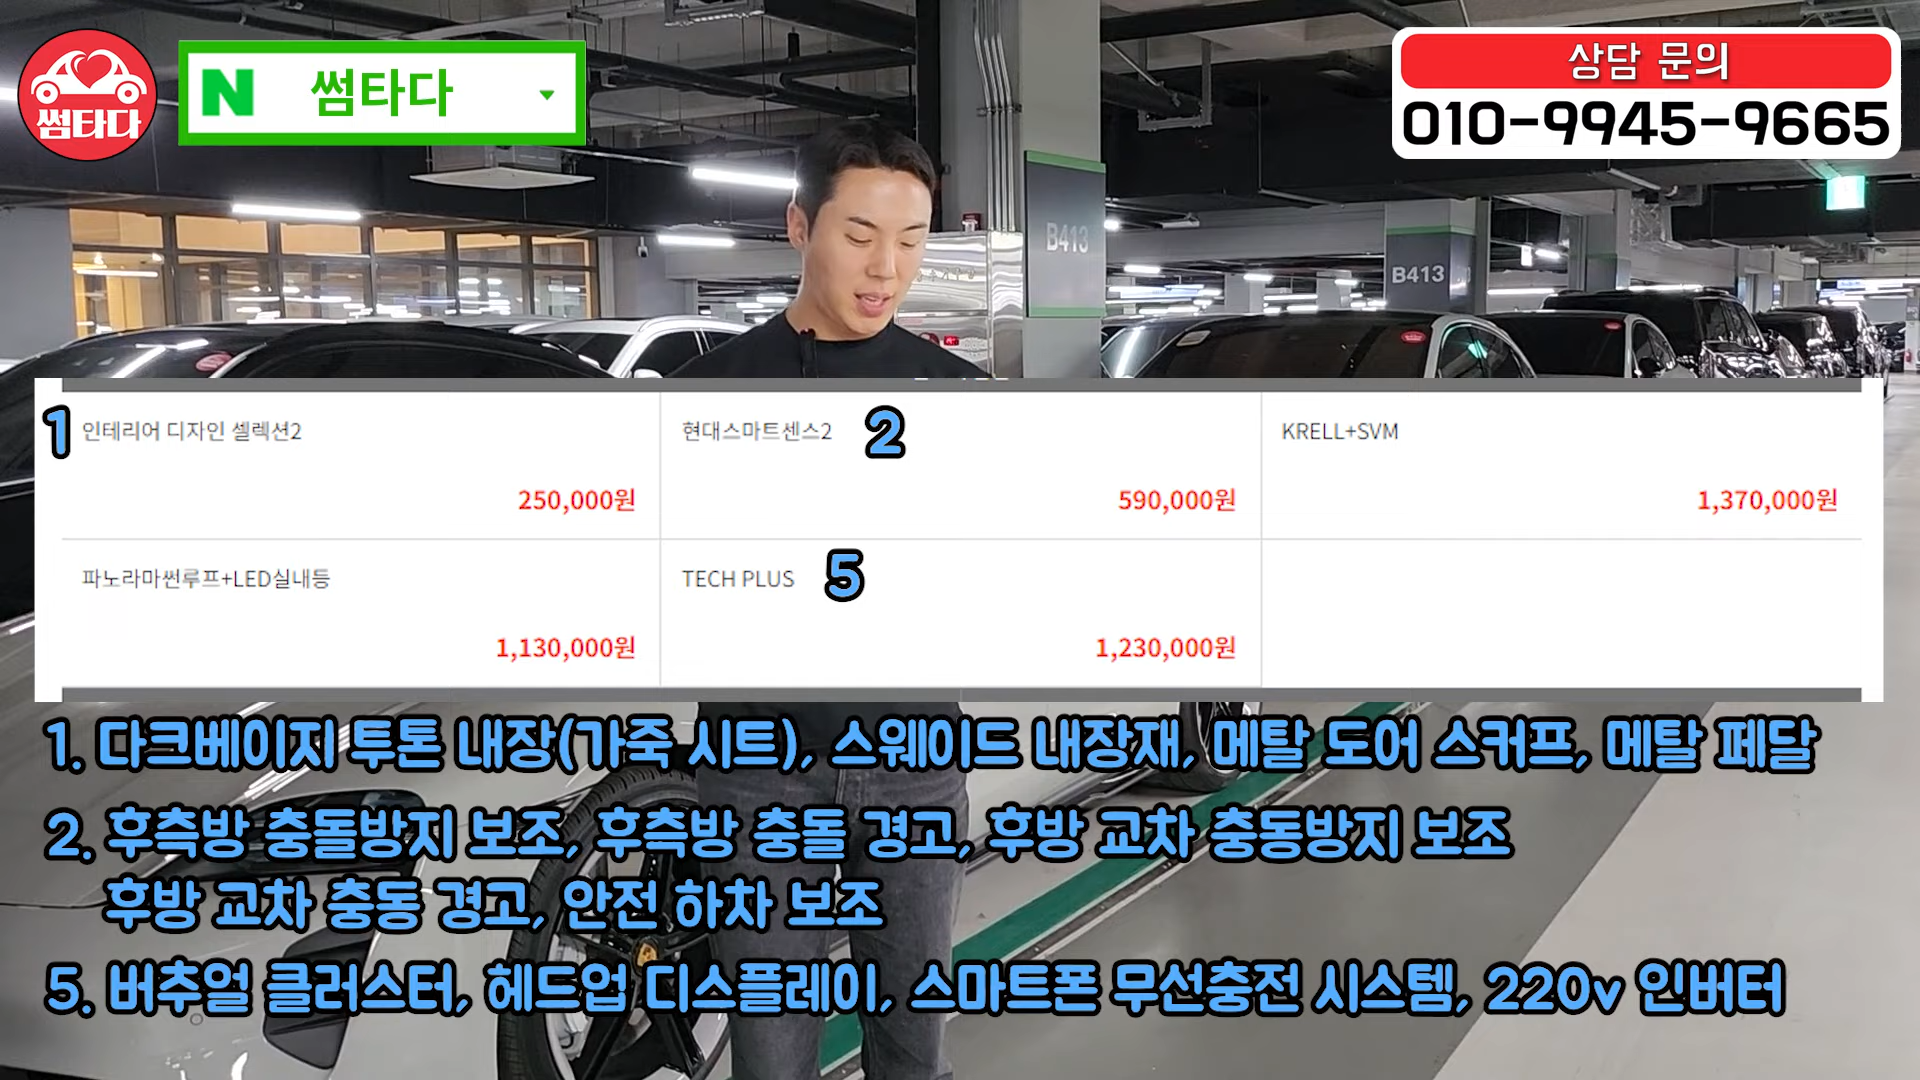 썸타다
N 썸타다
상담 문의
010-9945-9665
B413
B413
1 인테리어 디자인 셀렉션2
250,000원
현대스마트센스2 2
590,000원
KRELL+SVM
1,370,000원
파노라마썬루프+LED실내등
1,130,000원
TECH PLUS 5
1,230,000원
1. 다크베이지 투톤 내장(가죽 시트), 스웨이드 내장재, 메탈 도어 스커프, 메탈 페달
2. 후측방 충돌방지 보조, 후측방 충돌 경고, 후방 교차 충동방지 보조
후방 교차 충동 경고, 안전 하차 보조
5. 버추얼 클러스터, 헤드업 디스플레이, 스마트폰 무선충전 시스템, 220v 인버터